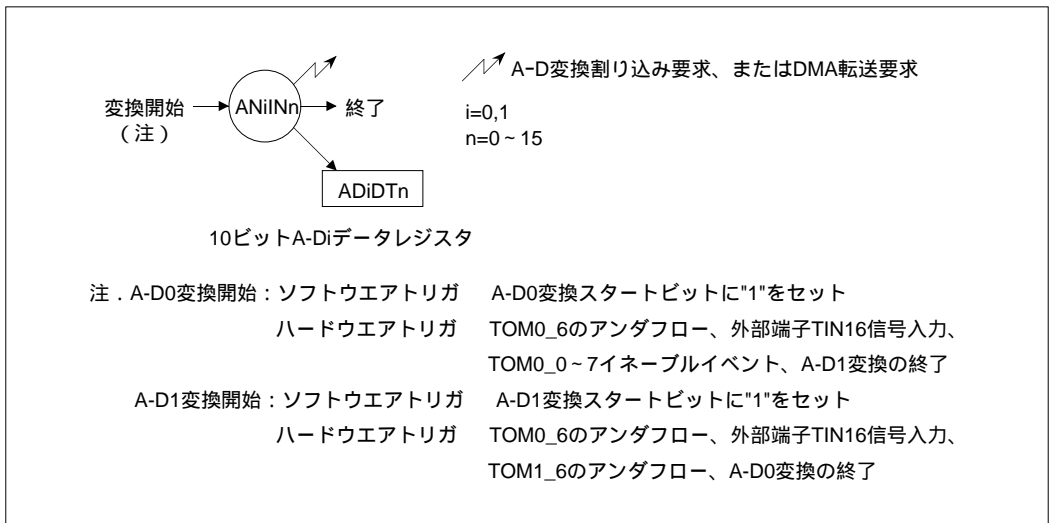 A-D変換割り込み要求、またはDMA転送要求
変換開始
ANiINn
終了
(注)
i=0,1
n=0~15
ADiDTn
10ビットA-Diデータレジスタ
注.A-D0変換開始:ソフトウエアトリガ A-D0変換スタートビットに"1"をセット
ハードウエアトリガ TOM0_6のアンダフロー、外部端子TIN16信号入力、
TOM0_0~7イネーブルイベント、A-D1変換の終了
A-D1変換開始:ソフトウエアトリガ A-D1変換スタートビットに"1"をセット
ハードウエアトリガ TOM0_6のアンダフロー、外部端子TIN16信号入力、
TOM1_6のアンダフロー、A-D0変換の終了